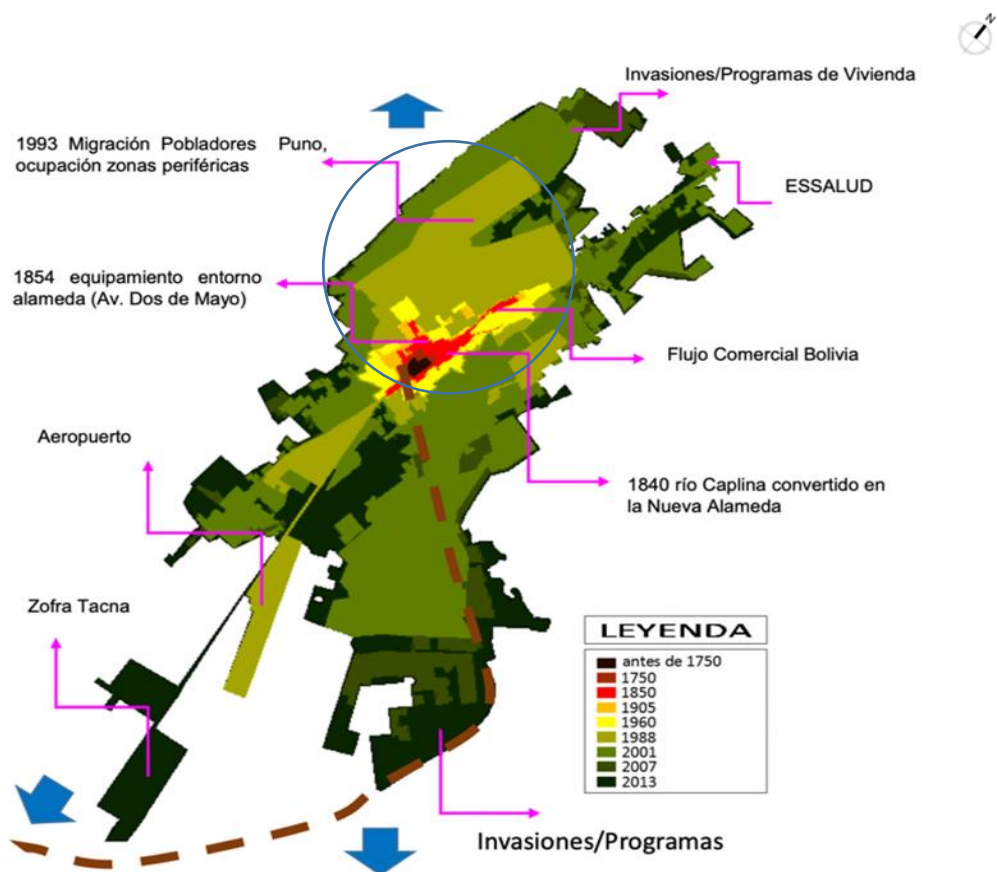 N
Invasiones/Programas de Vivienda
1993 Migración Pobladores Puno,
ocupación zonas periféricas
ESSALUD
1854 equipamiento entorno
alameda (Av. Dos de Mayo)
Flujo Comercial Bolivia
Aeropuerto
1840 río Caplina convertido en
la Nueva Alameda
Zofra Tacna
LEYENDA
antes de 1750
1750
1850
1905
1960
1988
2001
2007
2013
Invasiones/Programas